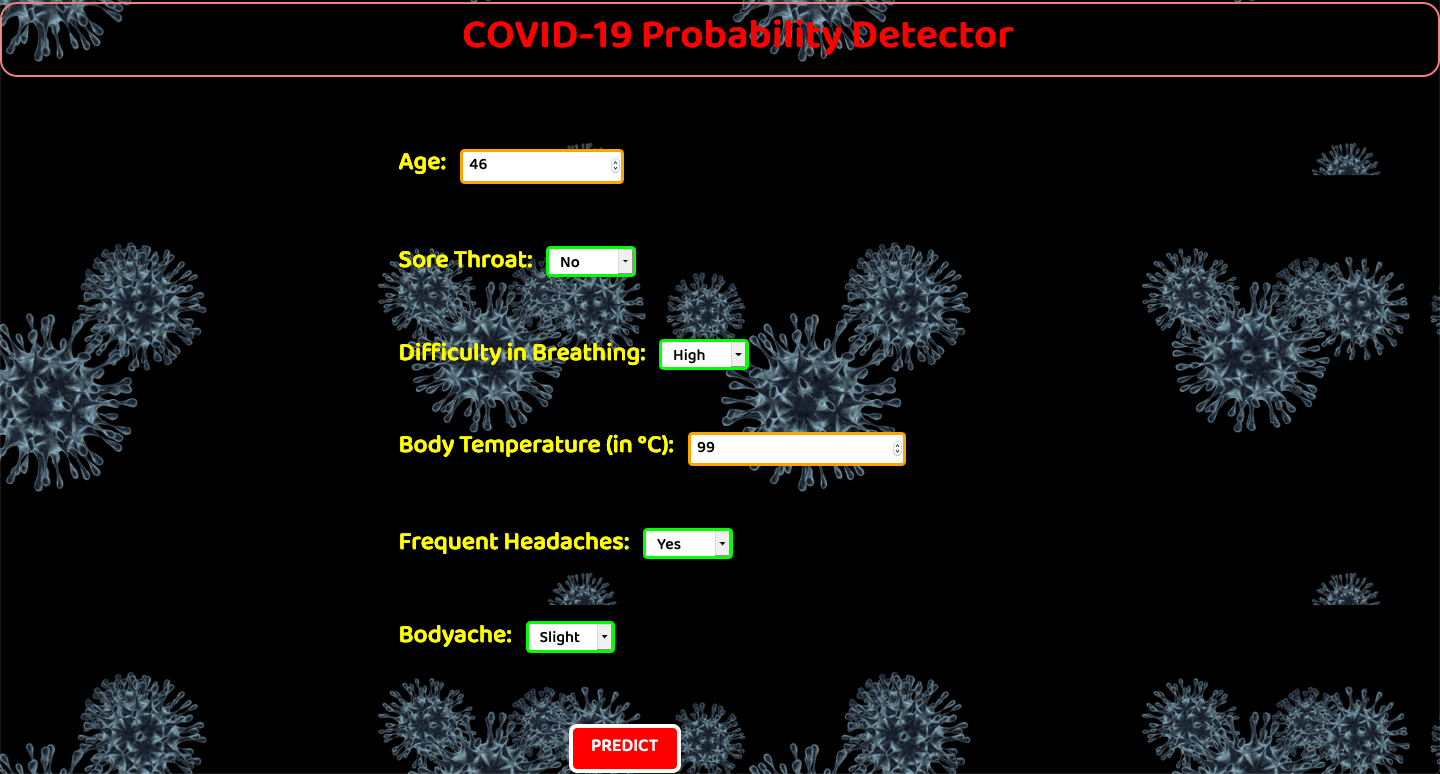 COVID-19 Probability Detector
Age: 46
Sore Throat: No
Difficulty in Breathing: High
Body Temperature (in °C): 99
Frequent Headaches: Yes
Bodyache: Slight
PREDICT